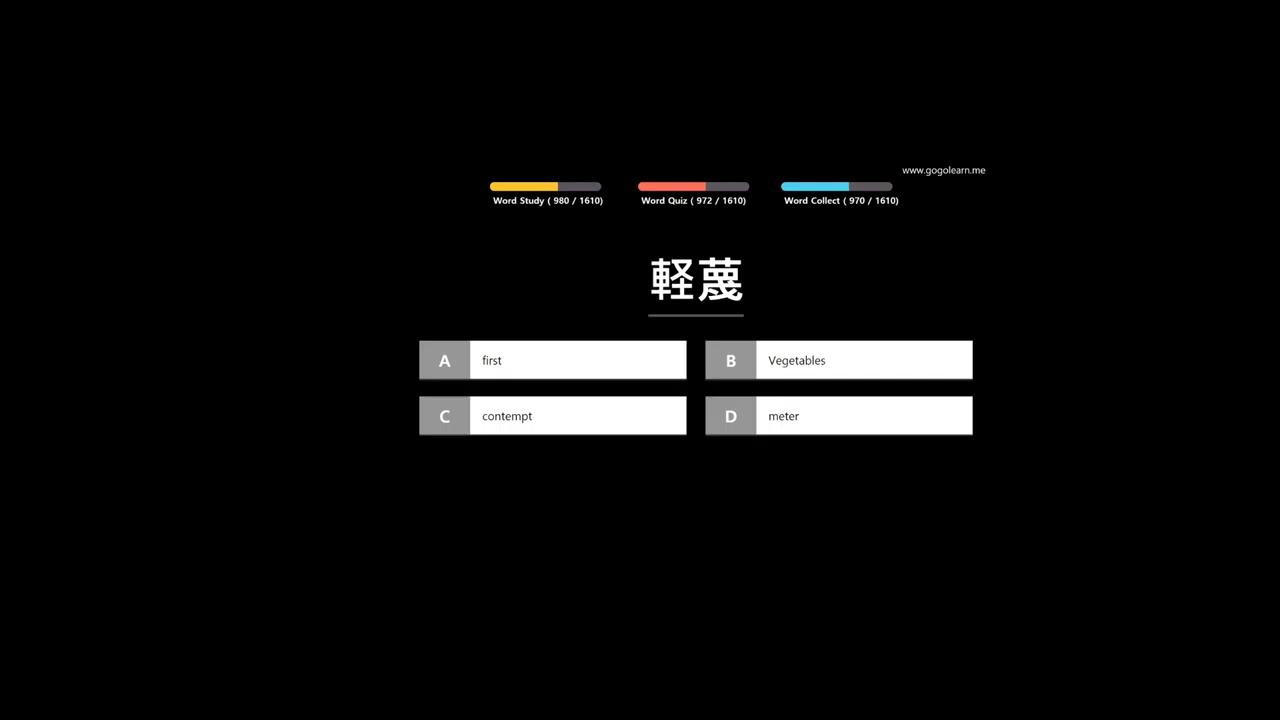 www.gogolearn.me
Word Study ( 980 / 1610)
Word Quiz ( 972 / 1610)
Word Collect ( 970 / 1610)
軽蔑
A first
B Vegetables
C contempt
D meter